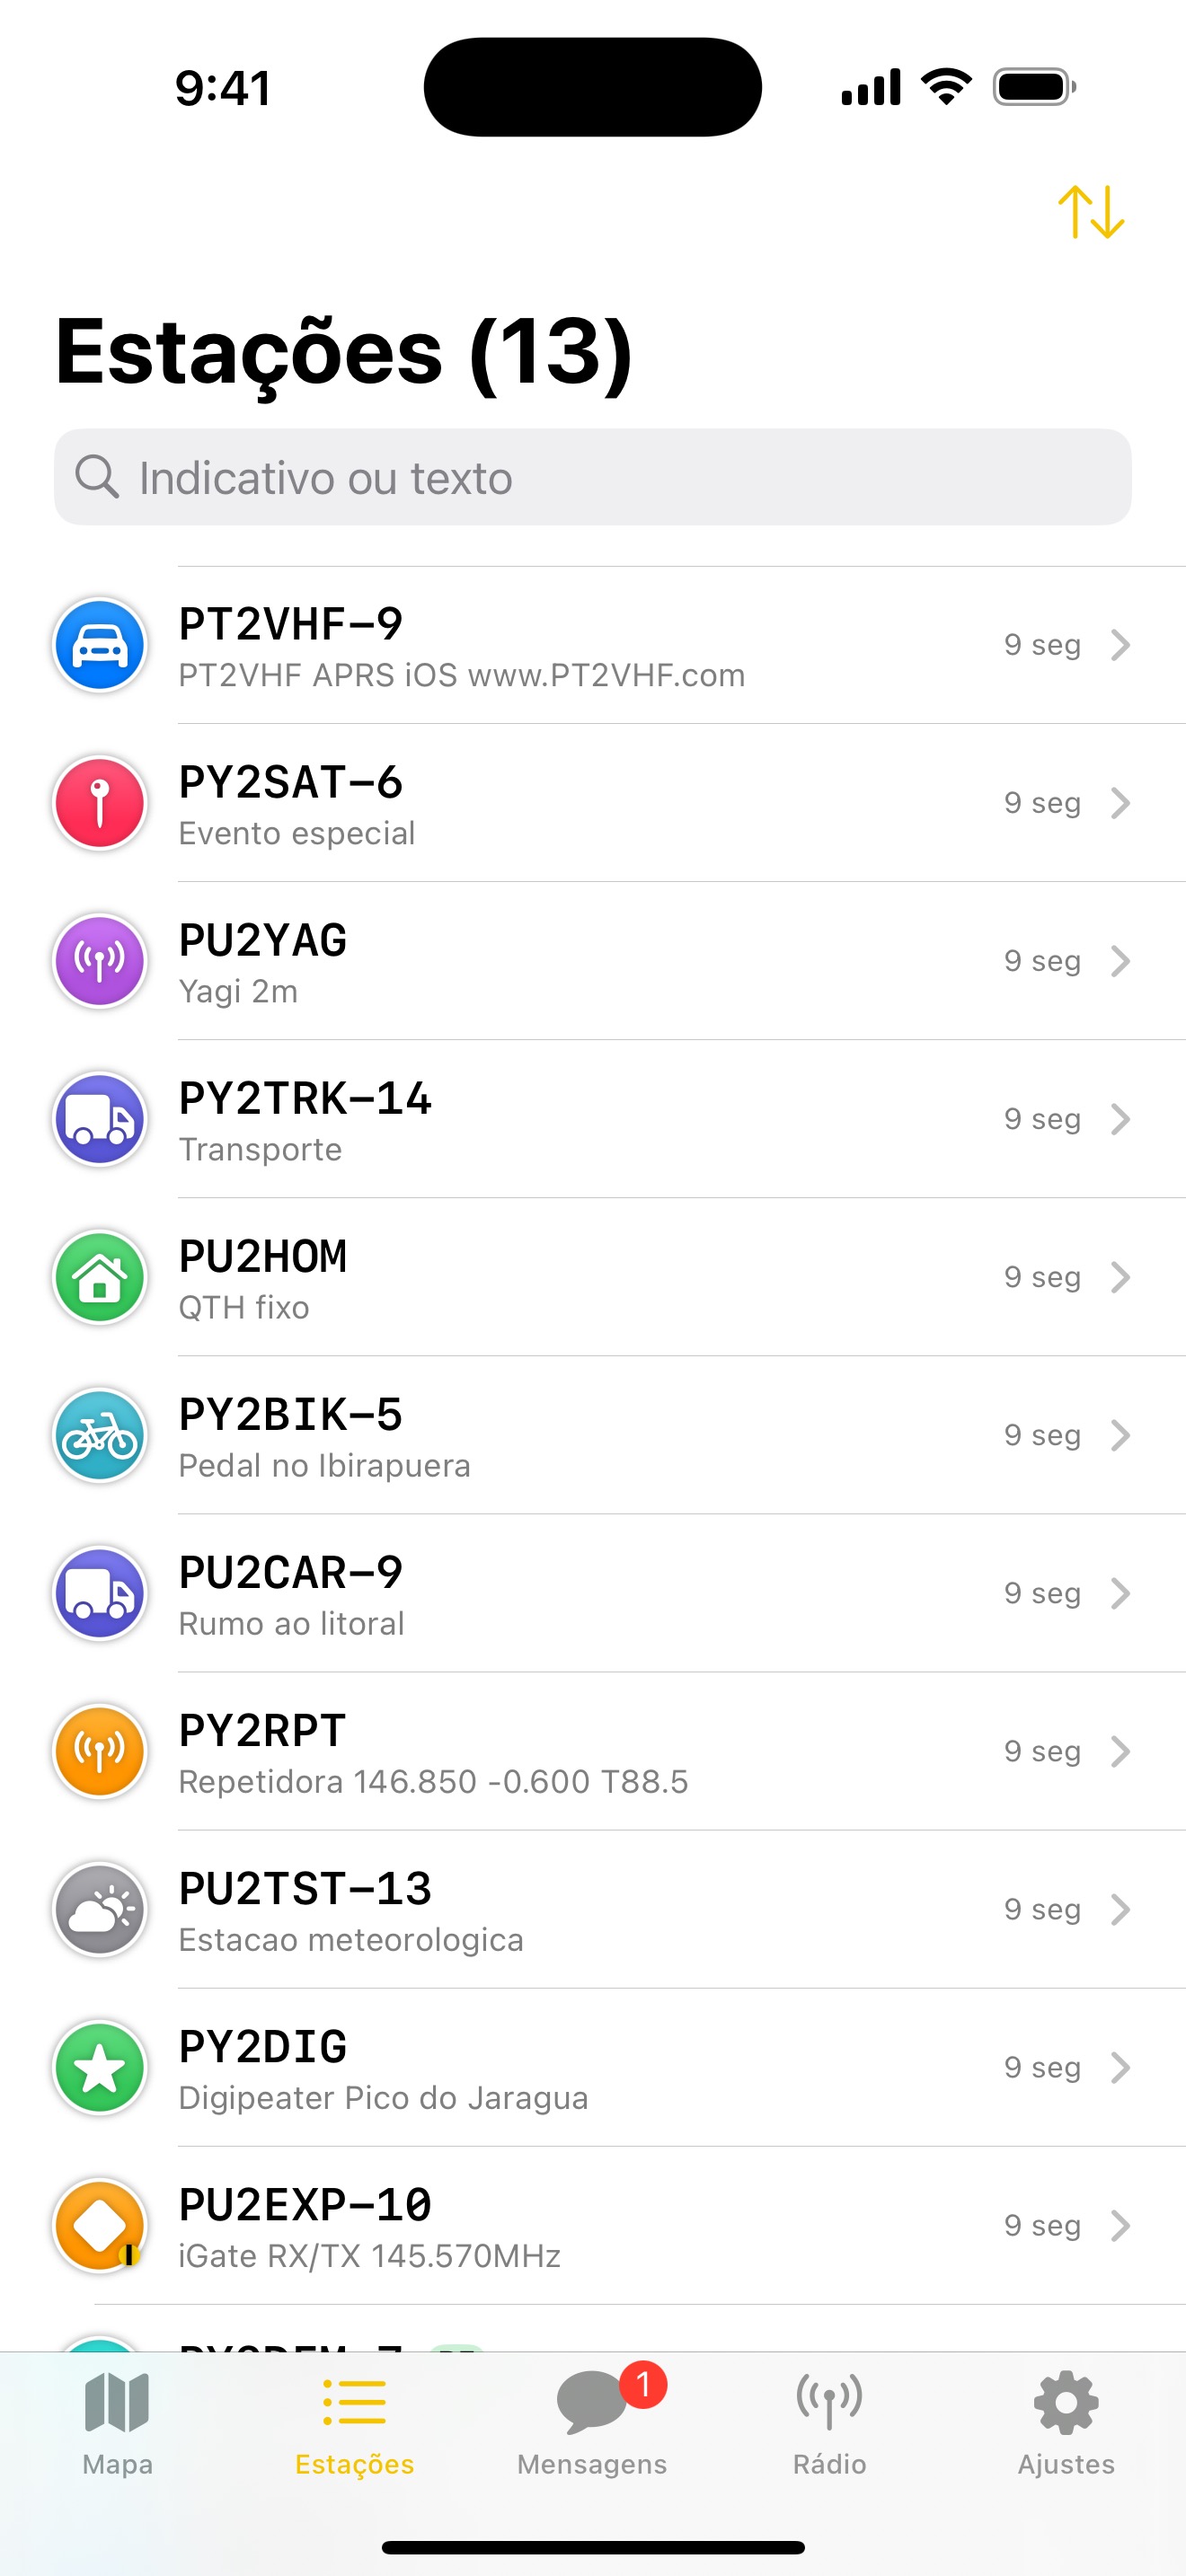 9:41
Estações (13)
Indicativo ou texto
PT2VHF-9
PT2VHF APRS iOS www.PT2VHF.com
9 seg
PY2SAT-6
Evento especial
9 seg
PU2YAG
Yagi 2m
9 seg
PY2TRK-14
Transporte
9 seg
PU2HOM
QTH fixo
9 seg
PY2BIK-5
Pedal no Ibirapuera
9 seg
PU2CAR-9
Rumo ao litoral
9 seg
PY2RPT
Repetidora 146.850 -0.600 T88.5
9 seg
PU2TST-13
Estacao meteorologica
9 seg
PY2DIG
Digipeater Pico do Jaragua
9 seg
PU2EXP-10
iGate RX/TX 145.570MHz
9 seg
1
Mapa
Estações
Mensagens
Rádio
Ajustes